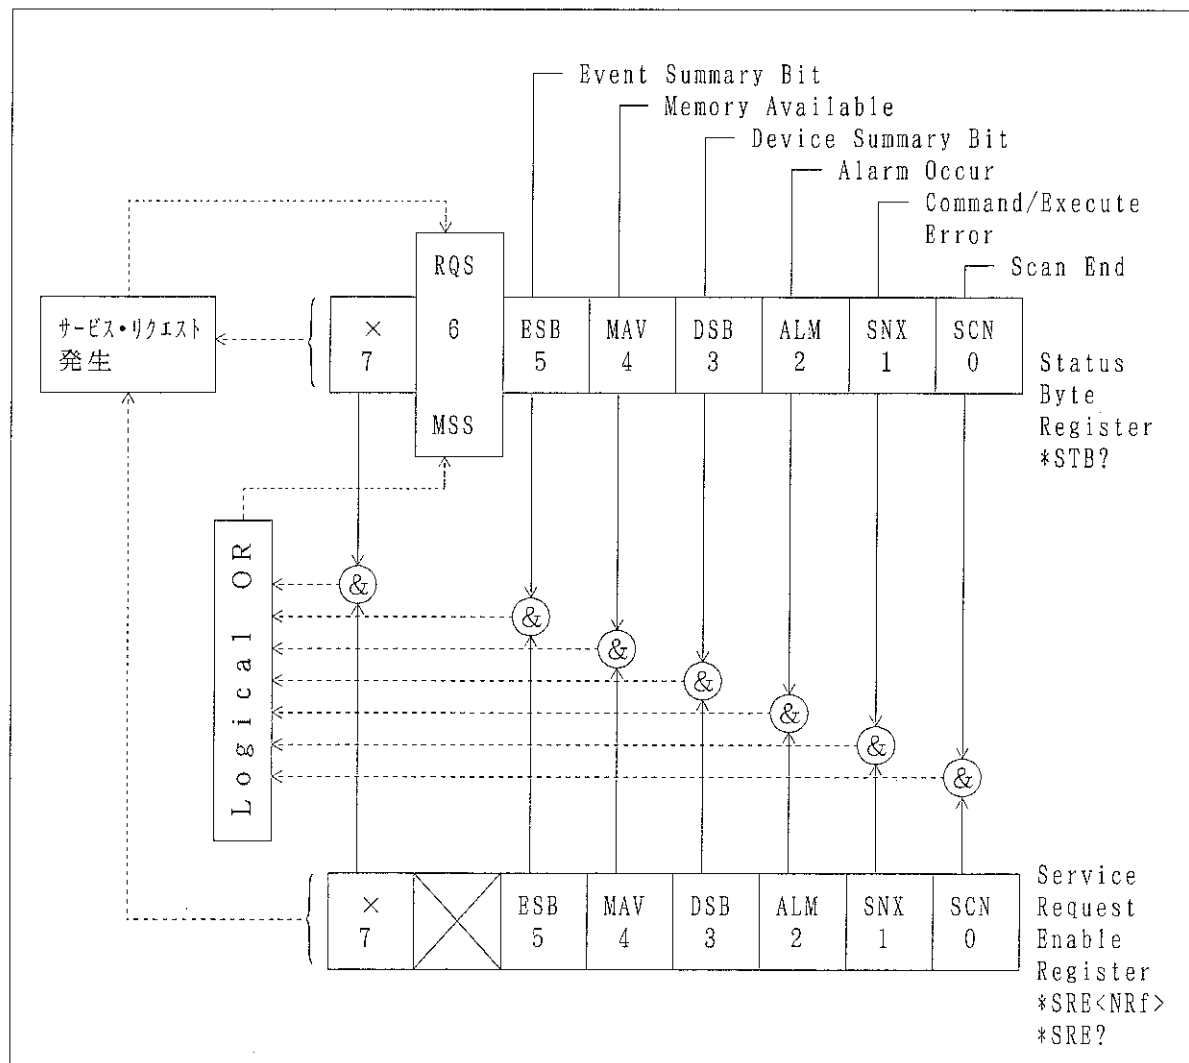 Event Summary Bit
Memory Available
Device Summary Bit
Alarm Occur
Command/Execute
Error
Scan End
RQS
6
MSS
サービス・リクエスト
発生
×
7
ESB
5
MAV
4
DSB
3
ALM
2
SNX
1
SCN
0
Status
Byte
Register
*STB?
Logical OR
&
&
&
&
&
&
&
×
7
ESB
5
MAV
4
DSB
3
ALM
2
SNX
1
SCN
0
Service
Request
Enable
Register
*SRE<NRf>
*SRE?